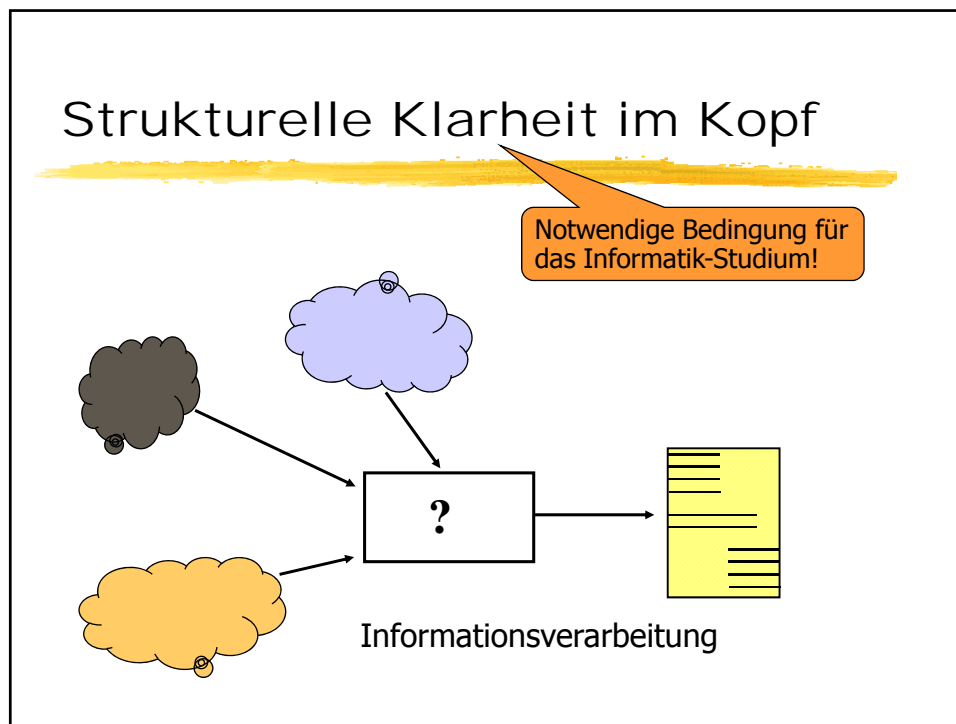 Strukturelle Klarheit im Kopf
Notwendige Bedingung für
das Informatik-Studium!
?
Informationsverarbeitung